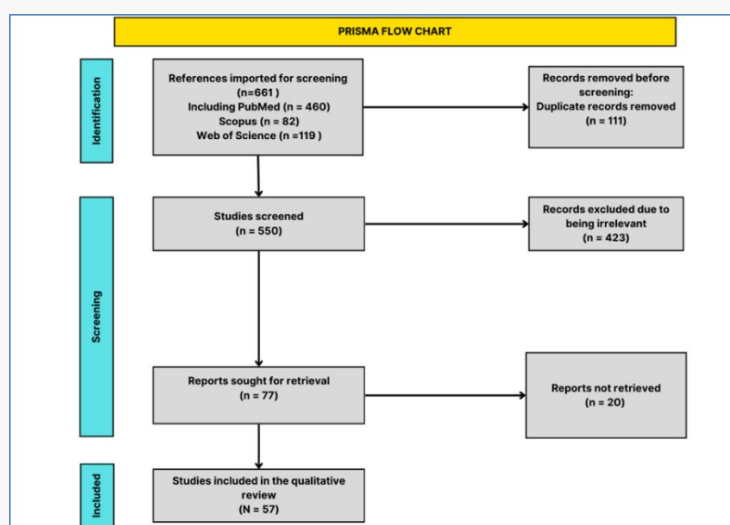 PRISMA FLOW CHART
Identification
References imported for screening
(n=661)
Including PubMed (n = 460)
Scopus (n = 82)
Web of Science (n =119 )
Records removed before
screening:
Duplicate records removed
(n = 111)
Screening
Studies screened
(n = 550)
Records excluded due to
being irrelevant
(n = 423)
Reports sought for retrieval
(n = 77)
Reports not retrieved
(n = 20)
Included
Studies included in the qualitative
review
(N = 57)